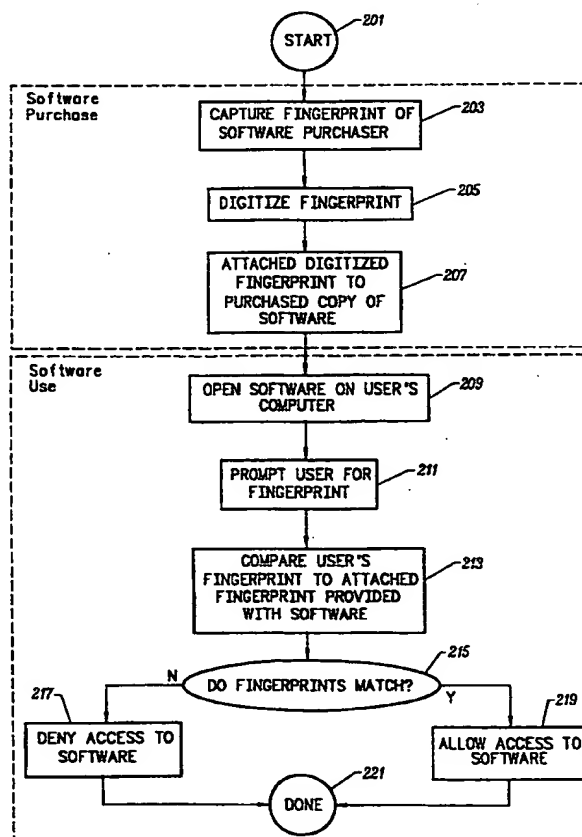 START
201
Software
Purchase
CAPTURE FINGERPRINT OF
SOFTWARE PURCHASER
203
DIGITIZE FINGERPRINT
205
ATTACHED DIGITIZED
FINGERPRINT TO
PURCHASED COPY OF
SOFTWARE
207
Software
Use
OPEN SOFTWARE ON USER'S
COMPUTER
209
PROMPT USER FOR
FINGERPRINT
211
COMPARE USER'S
FINGERPRINT TO ATTACHED
FINGERPRINT PROVIDED
WITH SOFTWARE
213
DO FINGERPRINTS MATCH?
215
N
Y
217
DENY ACCESS TO
SOFTWARE
219
ALLOW ACCESS TO
SOFTWARE
DONE
221